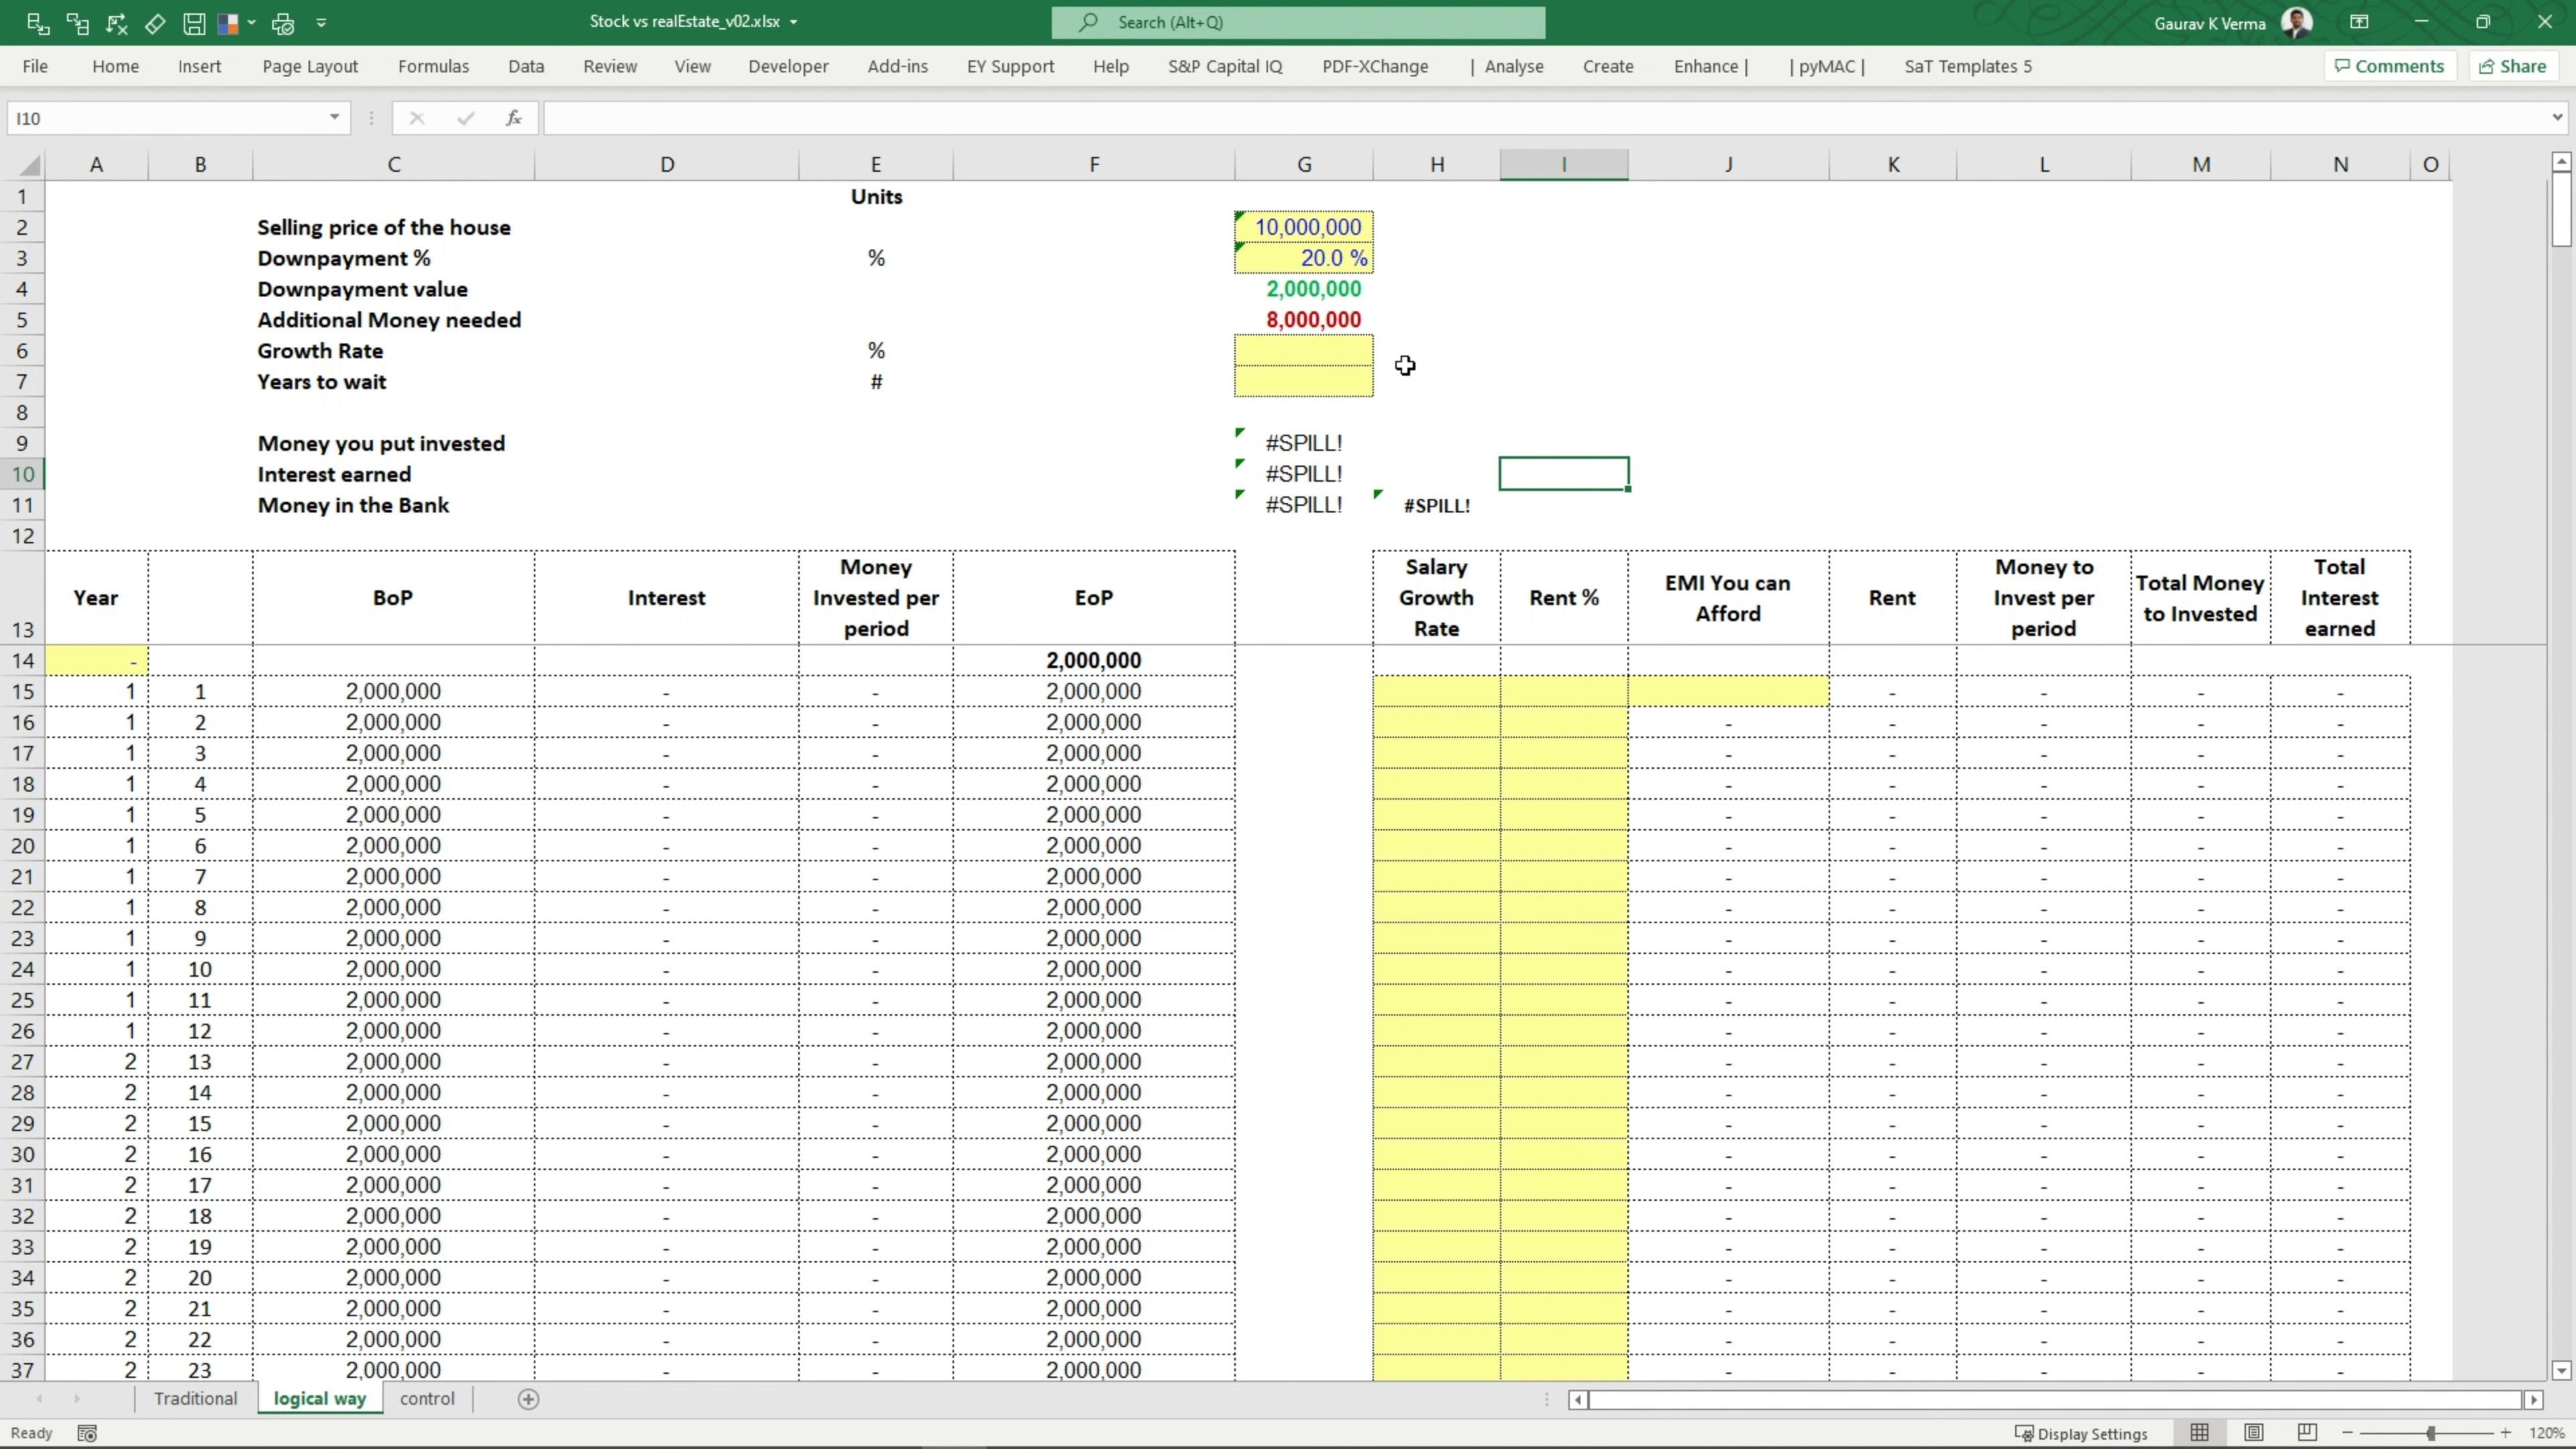 Stock vs realEstate_v02.xlsx
Search (Alt+Q)
Gaurav K Verma
File Home Insert Page Layout Formulas Data Review View Developer Add-ins EY Support Help S&P Capital IQ PDF-XChange | Analyse Create Enhance | | pyMAC | SaT Templates 5 Comments Share
I10 fx
A B C D E F G H I J K L M N O
1 Units
2 Selling price of the house 10,000,000
3 Downpayment % % 20.0 %
4 Downpayment value 2,000,000
5 Additional Money needed 8,000,000
6 Growth Rate %
7 Years to wait #
8
9 Money you put invested #SPILL!
10 Interest earned #SPILL!
11 Money in the Bank #SPILL! #SPILL!
12
13 Year BoP Interest Money Invested per period EoP Salary Growth Rate Rent % EMI You can Afford Rent Money to Invest per period Total Money to Invested Total Interest earned
14 - 2,000,000
15 1 1 2,000,000 - - 2,000,000 - - - -
16 1 2 2,000,000 - - 2,000,000 - - - - -
17 1 3 2,000,000 - - 2,000,000 - - - - -
18 1 4 2,000,000 - - 2,000,000 - - - - -
19 1 5 2,000,000 - - 2,000,000 - - - - -
20 1 6 2,000,000 - - 2,000,000 - - - - -
21 1 7 2,000,000 - - 2,000,000 - - - - -
22 1 8 2,000,000 - - 2,000,000 - - - - -
23 1 9 2,000,000 - - 2,000,000 - - - - -
24 1 10 2,000,000 - - 2,000,000 - - - - -
25 1 11 2,000,000 - - 2,000,000 - - - - -
26 1 12 2,000,000 - - 2,000,000 - - - - -
27 2 13 2,000,000 - - 2,000,000 - - - - -
28 2 14 2,000,000 - - 2,000,000 - - - - -
29 2 15 2,000,000 - - 2,000,000 - - - - -
30 2 16 2,000,000 - - 2,000,000 - - - - -
31 2 17 2,000,000 - - 2,000,000 - - - - -
32 2 18 2,000,000 - - 2,000,000 - - - - -
33 2 19 2,000,000 - - 2,000,000 - - - - -
34 2 20 2,000,000 - - 2,000,000 - - - - -
35 2 21 2,000,000 - - 2,000,000 - - - - -
36 2 22 2,000,000 - - 2,000,000 - - - - -
37 2 23 2,000,000 - - 2,000,000 - - - - -
Traditional logical way control
Ready Display Settings 120%